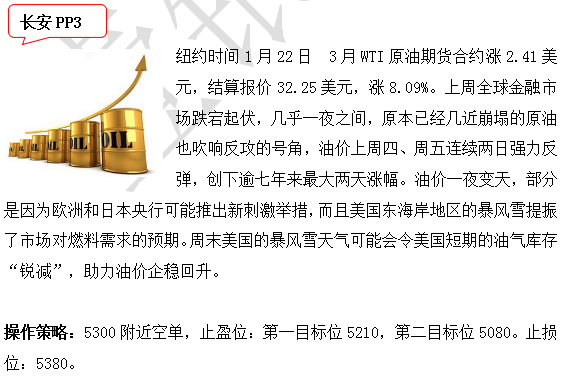 长安 PP3
纽约时间 1 月 22 日　3 月 WTI 原油期货合约涨 2.41 美
元，结算报价 32.25 美元，涨 8.09%。上周全球金融市
场跌宕起伏，几乎一夜之间，原本已经几近崩塌的原油
也吹响反攻的号角，油价上周四、周五连续两日强力反
弹，创下逾七年来最大两天涨幅。油价一夜变天，部分
是因为欧洲和日本央行可能推出新刺激举措，而且美国东海岸地区的暴风雪提振
了市场对燃料需求的预期。周末美国的暴风雪天气可能会令美国短期的油气库存
“锐减”，助力油价企稳回升。
操作策略：5300 附近空单，止盈位：第一目标位 5210，第二目标位 5080。止损
位：5380。
OIL
OIL
OIL